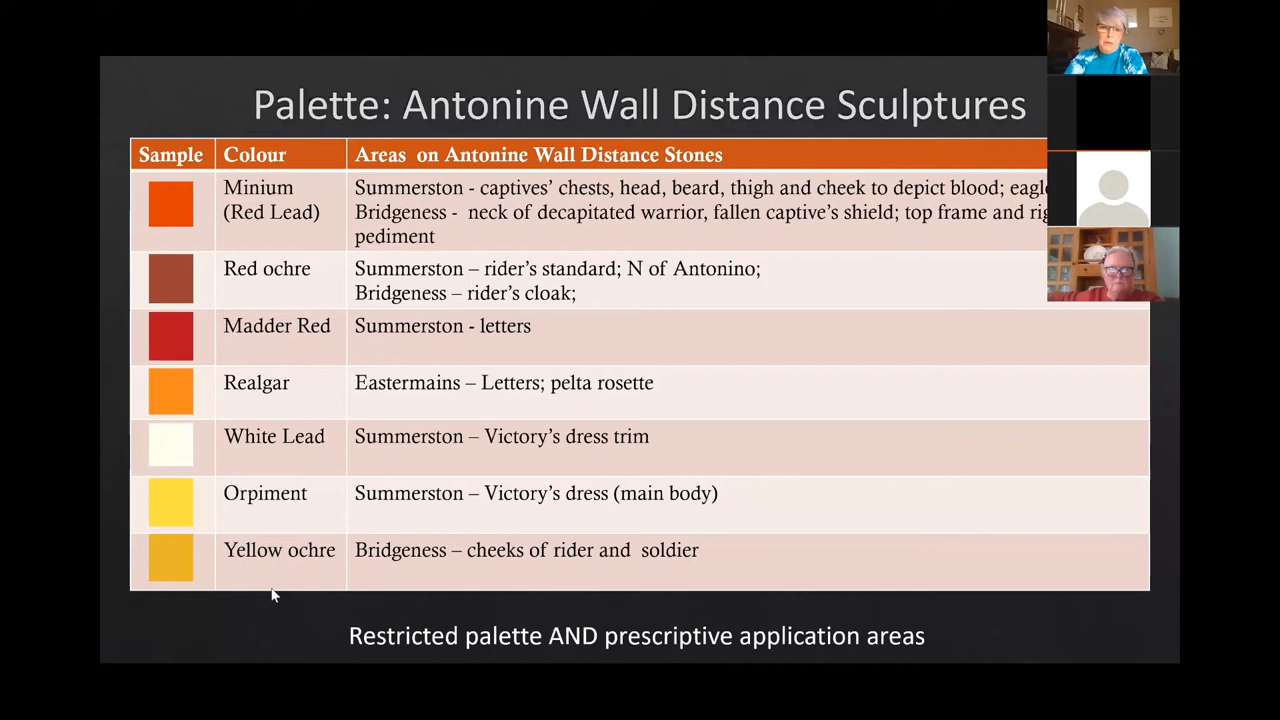 Palette: Antonine Wall Distance Sculptures
Sample Colour Areas on Antonine Wall Distance Stones
Minium
(Red Lead)
Summerston - captives' chests, head, beard, thigh and cheek to depict blood;
Bridgeness - neck of decapitated warrior, fallen captive's shield; top frame and
pediment
Red ochre
Summerston – rider's standard; N of Antonino;
Bridgeness – rider's cloak;
Madder Red
Summerston - letters
Realgar
Eastermains – Letters; pelta rosette
White Lead
Summerston – Victory's dress trim
Orpiment
Summerston – Victory's dress (main body)
Yellow ochre
Bridgeness – cheeks of rider and soldier
Restricted palette AND prescriptive application areas